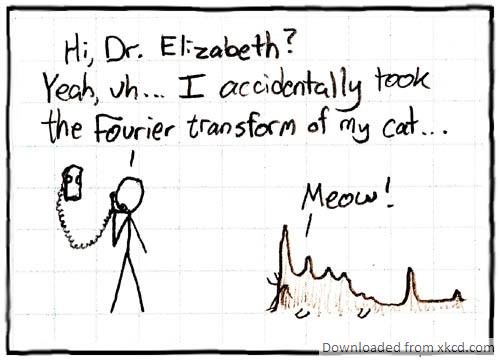 Hi, Dr. Elizabeth?
Yeah, uh... I accidentally took
the Fourier transform of my cat...
Meow!
Downloaded from xkcd.com